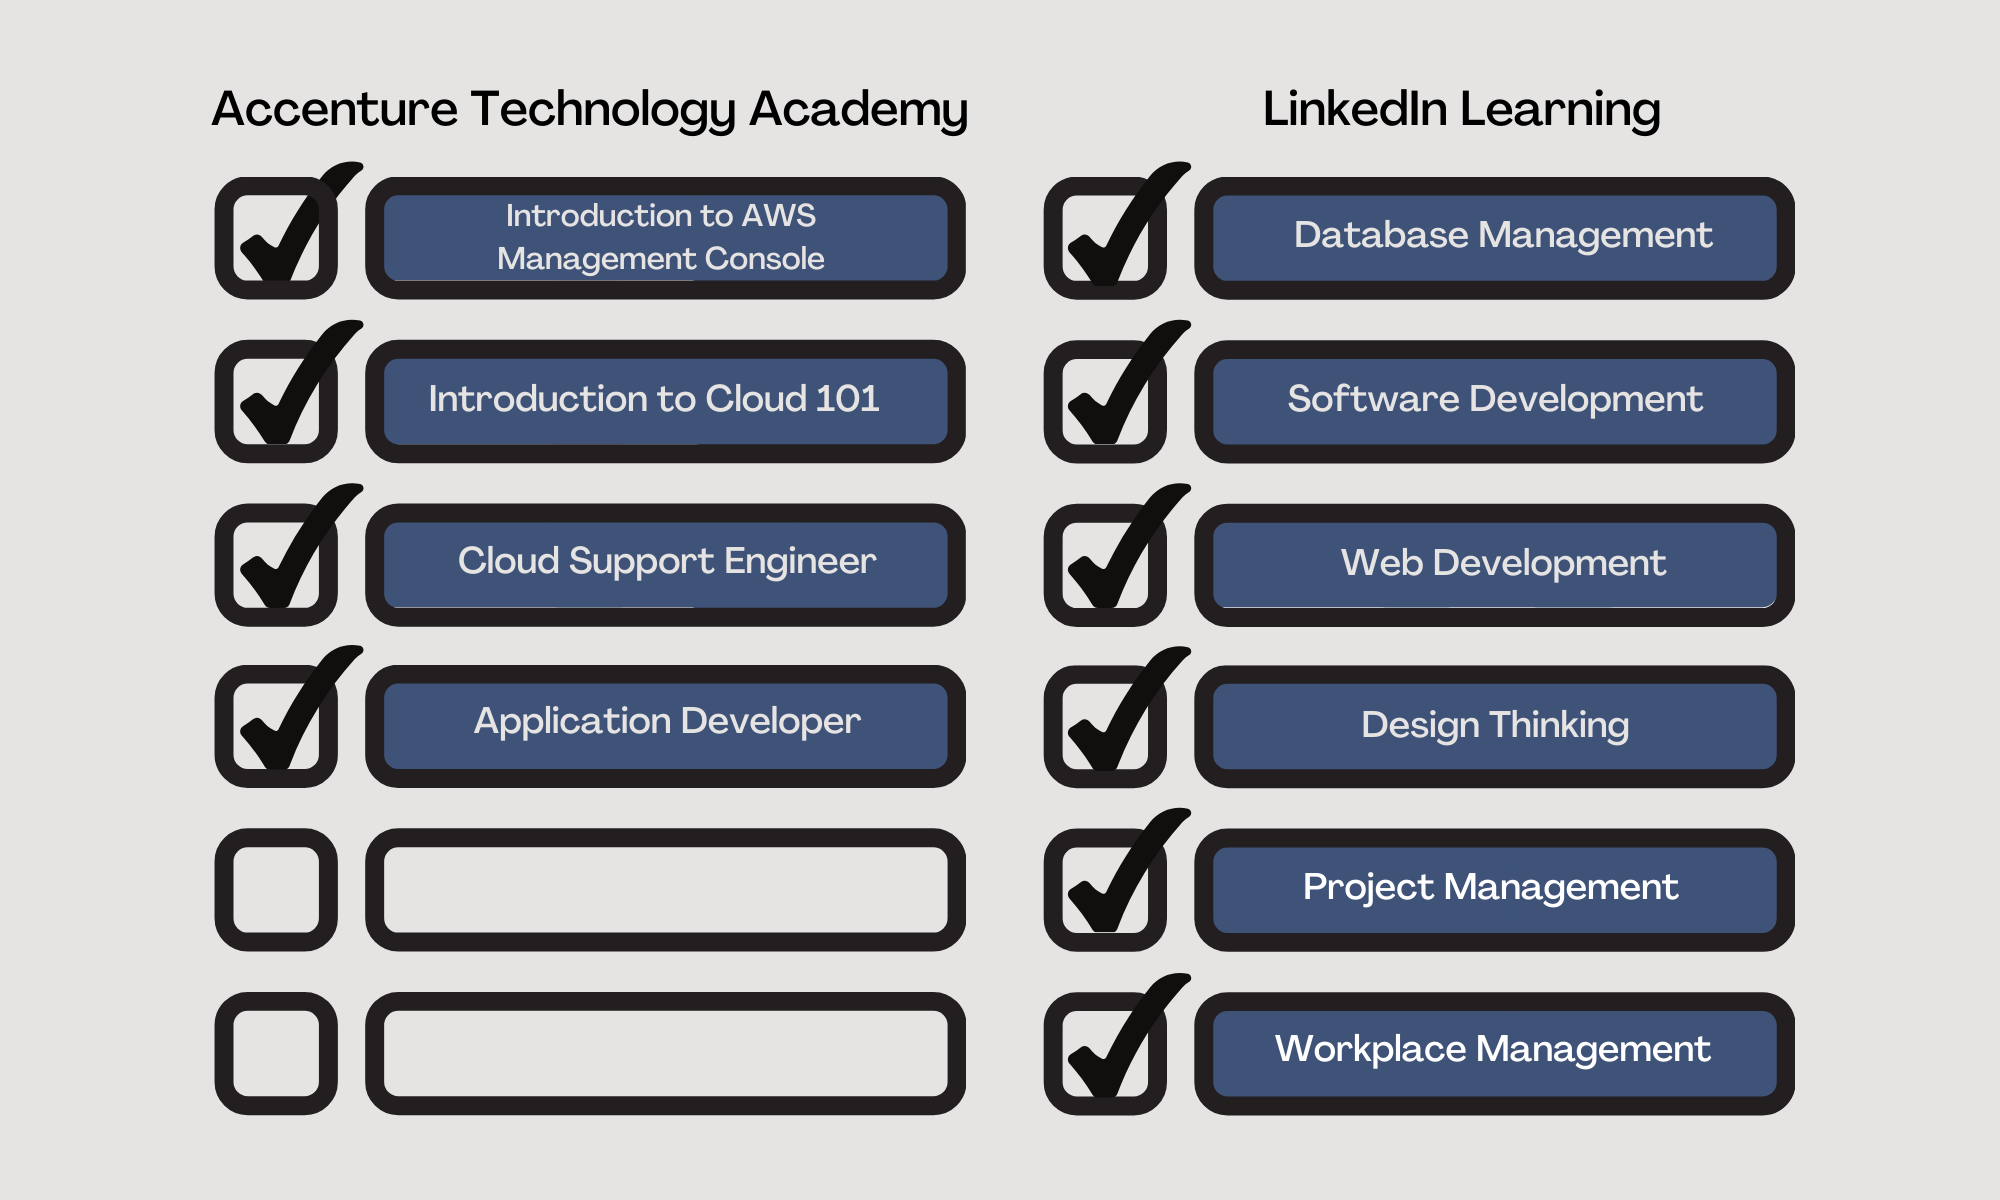 Accenture Technology Academy
Introduction to AWS
Management Console
Introduction to Cloud 101
Cloud Support Engineer
Application Developer
LinkedIn Learning
Database Management
Software Development
Web Development
Design Thinking
Project Management
Workplace Management